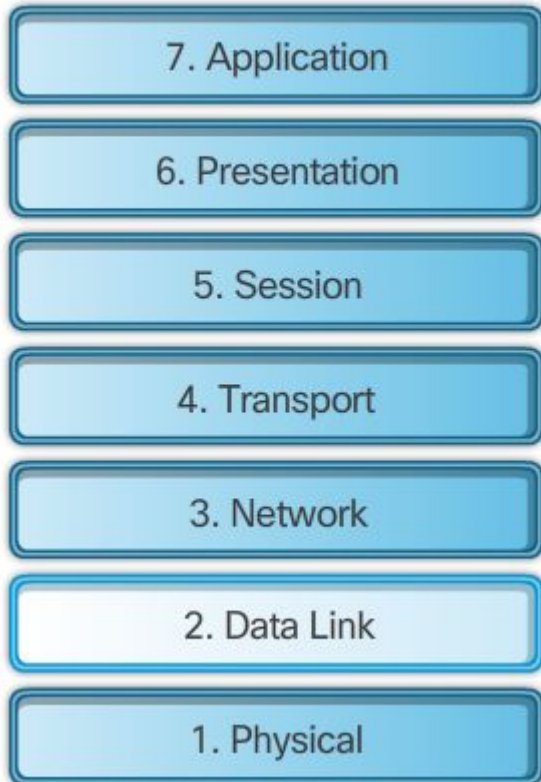 7. Application
6. Presentation
5. Session
4. Transport
3. Network
2. Data Link
1. Physical